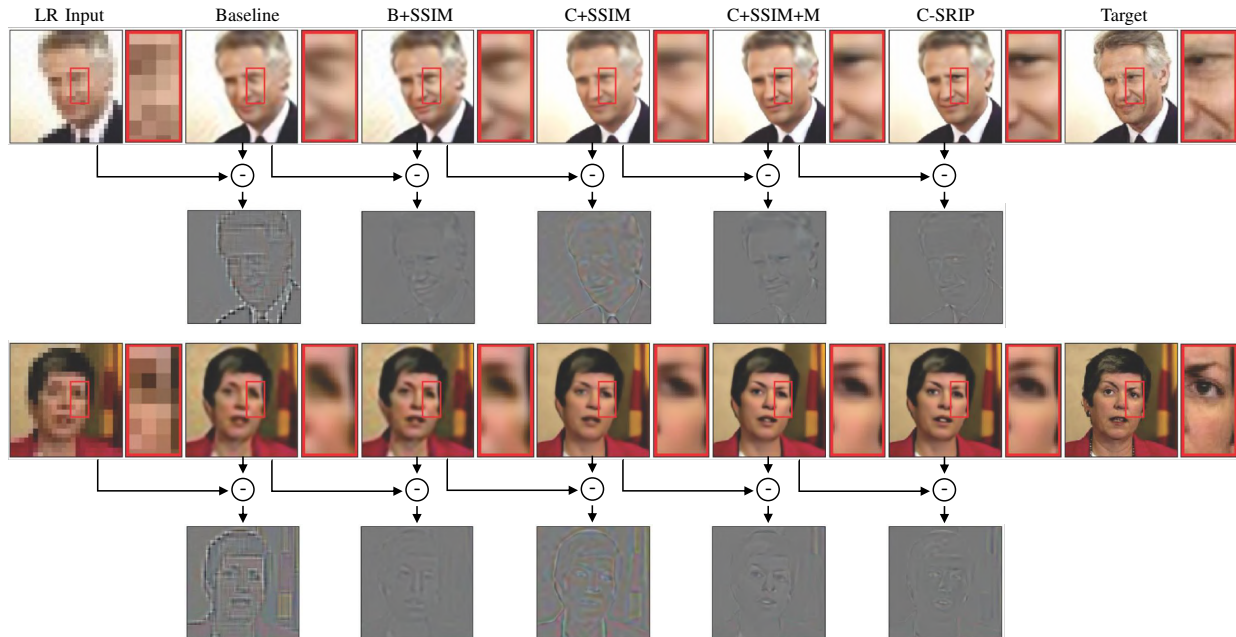 LR Input Baseline B+SSIM C+SSIM C+SSIM+M C-SRIP Target
- - - - -
- - - - -